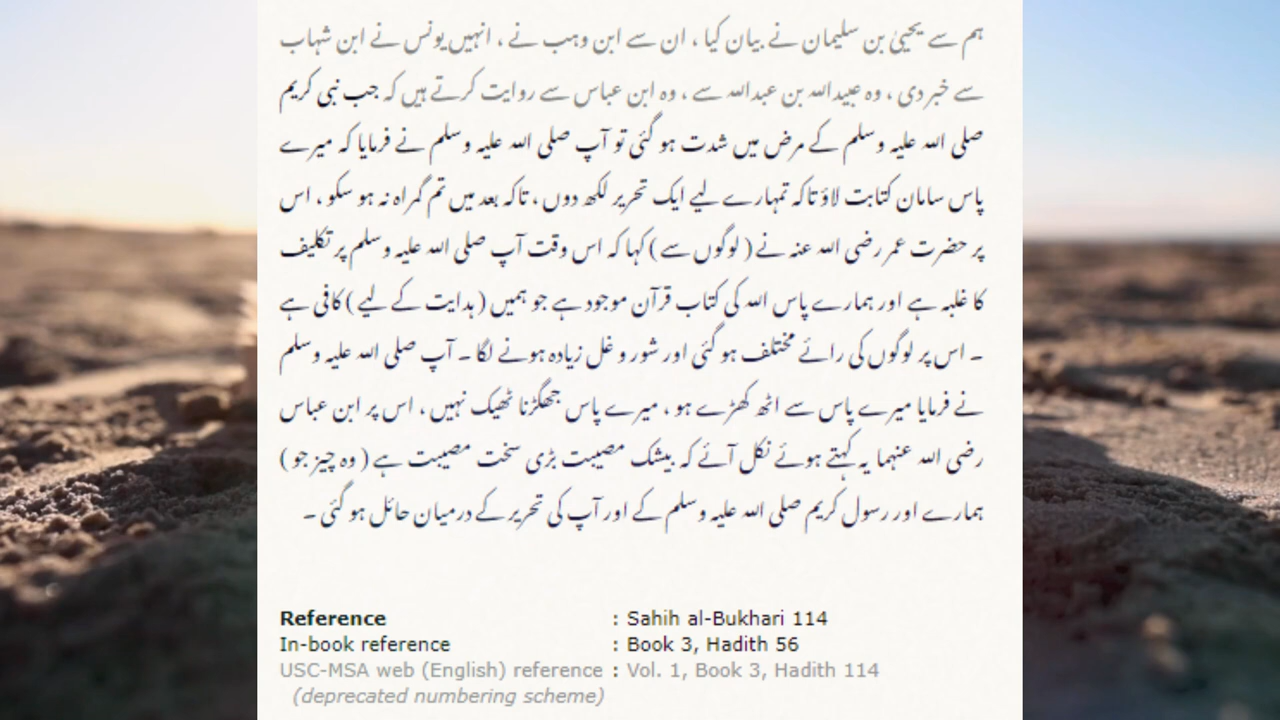 ہم سے یحییٰ بن سلیمان نے بیان کیا ، ان سے ابن وہب نے ، انہیں یونس نے ابن شہاب
سے خبر دی ، وہ عبیداللہ بن عبداللہ سے ، وہ ابن عباس سے روایت کرتے ہیں کہ جب نبی کریم
صلی اللہ علیہ وسلم کے مرض میں شدت ہو گئی تو آپ صلی اللہ علیہ وسلم نے فرمایا کہ میرے
پاس سامان کتابت لاؤ تاکہ تمہارے لیے ایک تحریر لکھ دوں ، تاکہ بعد میں تم گمراہ نہ ہو سکو ، اس
پر حضرت عمر رضی اللہ عنہ نے ( لوگوں سے ) کہا کہ اس وقت آپ صلی اللہ علیہ وسلم پر تکلیف
کا غلبہ ہے اور ہمارے پاس اللہ کی کتاب قرآن موجود ہے جو ہمیں ( ہدایت کے لیے ) کافی ہے
۔ اس پر لوگوں کی رائے مختلف ہو گئی اور شور و غل زیادہ ہونے لگا ۔ آپ صلی اللہ علیہ وسلم
نے فرمایا میرے پاس سے اٹھ کھڑے ہو ، میرے پاس جھگڑنا ٹھیک نہیں ، اس پر ابن عباس
رضی اللہ عنہما یہ کہتے ہوئے نکل آئے کہ بیشک مصیبت بڑی سخت مصیبت ہے ( وہ چیز جو )
ہمارے اور رسول کریم صلی اللہ علیہ وسلم کے اور آپ کی تحریر کے درمیان حائل ہو گئی ۔
Reference : Sahih al-Bukhari 114
In-book reference : Book 3, Hadith 56
USC-MSA web (English) reference : Vol. 1, Book 3, Hadith 114
(deprecated numbering scheme)